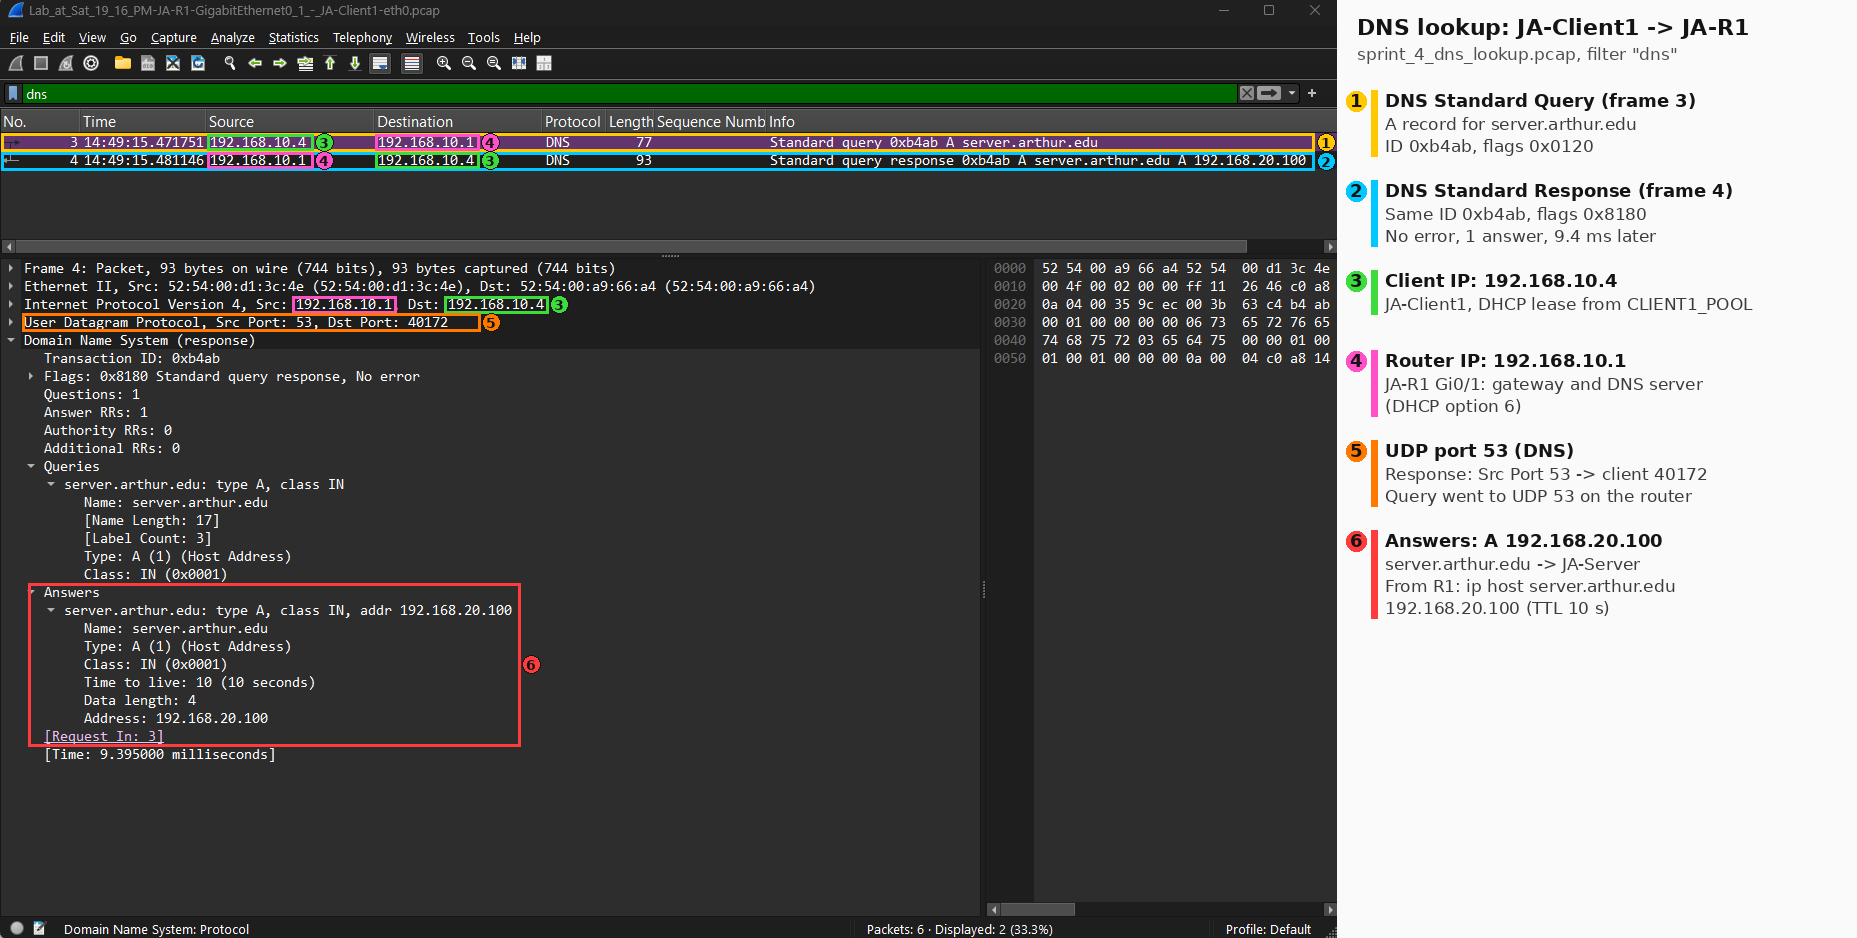 Lab_at_Sat_19_16_PM-JA-R1-GigabitEthernet0_1_-_JA-Client1-eth0.pcap
File Edit View Go Capture Analyze Statistics Telephony Wireless Tools Help
dns
No. Time Source Destination Protocol Length Sequence Numb Info
3 14:49:15.471751 192.168.10.4 3 192.168.10.1 4 DNS 77 Standard query 0xb4ab A server.arthur.edu 1
4 14:49:15.481146 192.168.10.1 4 192.168.10.4 3 DNS 93 Standard query response 0xb4ab A server.arthur.edu A 192.168.20.100 2
Frame 4: Packet, 93 bytes on wire (744 bits), 93 bytes captured (744 bits)
Ethernet II, Src: 52:54:00:d1:3c:4e (52:54:00:d1:3c:4e), Dst: 52:54:00:a9:66:a4 (52:54:00:a9:66:a4)
Internet Protocol Version 4, Src: 192.168.10.1 Dst: 192.168.10.4 3
User Datagram Protocol, Src Port: 53, Dst Port: 40172 5
Domain Name System (response)
Transaction ID: 0xb4ab
Flags: 0x8180 Standard query response, No error
Questions: 1
Answer RRs: 1
Authority RRs: 0
Additional RRs: 0
Queries
server.arthur.edu: type A, class IN
Name: server.arthur.edu
[Name Length: 17]
[Label Count: 3]
Type: A (1) (Host Address)
Class: IN (0x0001)
Answers
server.arthur.edu: type A, class IN, addr 192.168.20.100
Name: server.arthur.edu
Type: A (1) (Host Address)
Class: IN (0x0001)
Time to live: 10 (10 seconds)
Data length: 4
Address: 192.168.20.100
6
[Request In: 3]
[Time: 9.395000 milliseconds]
0000 52 54 00 a9 66 a4 52 54 00 d1 3c 4e
0010 00 4f 00 02 00 00 ff 11 26 46 c0 a8
0020 0a 04 00 35 9c ec 00 3b 63 c4 b4 ab
0030 00 01 00 00 00 00 06 73 65 72 76 65
0040 74 68 75 72 03 65 64 75 00 00 01 00
0050 01 00 01 00 00 00 0a 00 04 c0 a8 14
Domain Name System: Protocol
Packets: 6 · Displayed: 2 (33.3%)
Profile: Default
DNS lookup: JA-Client1 -> JA-R1
sprint_4_dns_lookup.pcap, filter "dns"
1 DNS Standard Query (frame 3)
A record for server.arthur.edu
ID 0xb4ab, flags 0x0120
2 DNS Standard Response (frame 4)
Same ID 0xb4ab, flags 0x8180
No error, 1 answer, 9.4 ms later
3 Client IP: 192.168.10.4
JA-Client1, DHCP lease from CLIENT1_POOL
4 Router IP: 192.168.10.1
JA-R1 Gi0/1: gateway and DNS server
(DHCP option 6)
5 UDP port 53 (DNS)
Response: Src Port 53 -> client 40172
Query went to UDP 53 on the router
6 Answers: A 192.168.20.100
server.arthur.edu -> JA-Server
From R1: ip host server.arthur.edu
192.168.20.100 (TTL 10 s)